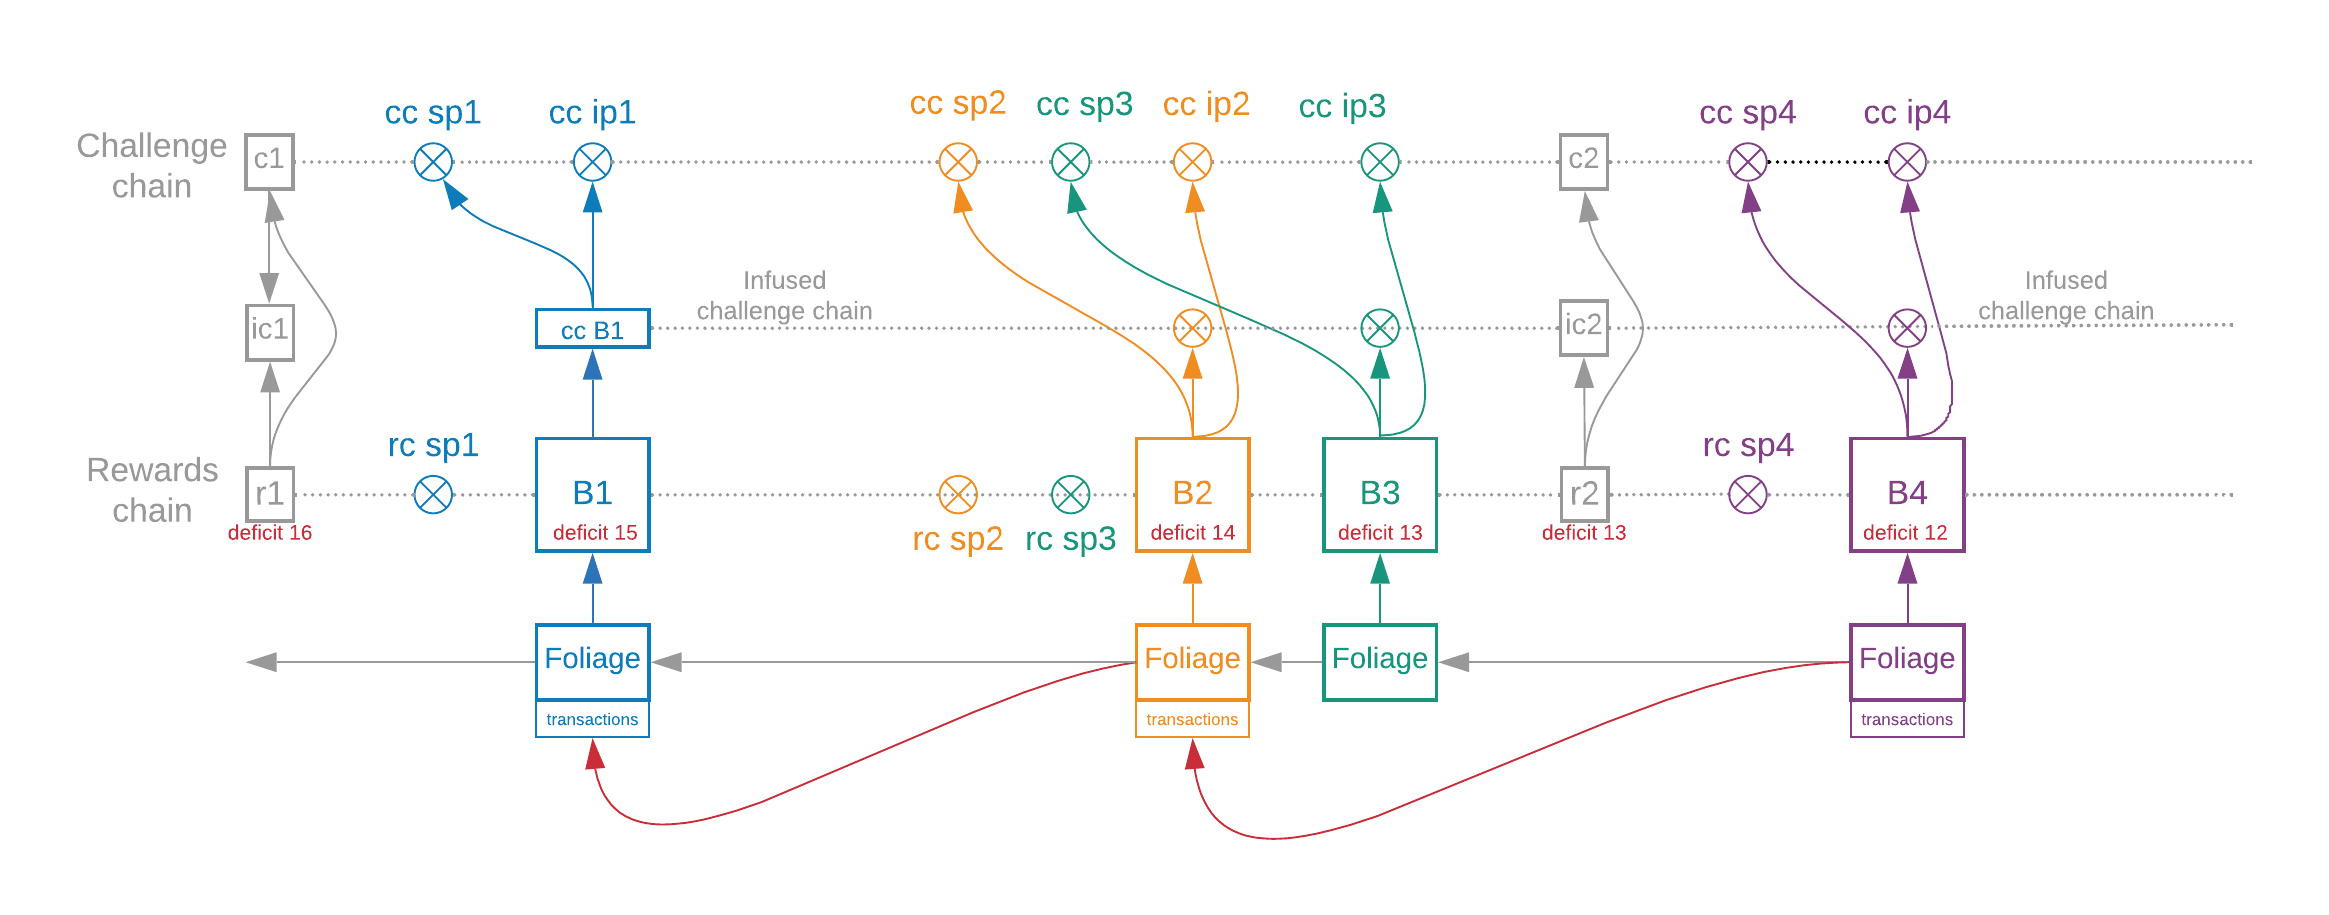 cc sp1
cc ip1
cc sp2
cc sp3
cc ip2
cc ip3
cc sp4
cc ip4
Challenge
chain
c1
c2
Infused
challenge chain
Infused
challenge chain
ic1
cc B1
ic2
rc sp1
rc sp4
Rewards
chain
r1
B1
B2
B3
r2
B4
deficit 16
deficit 15
deficit 14
deficit 13
deficit 13
deficit 12
rc sp2
rc sp3
Foliage
Foliage
Foliage
Foliage
transactions
transactions
transactions